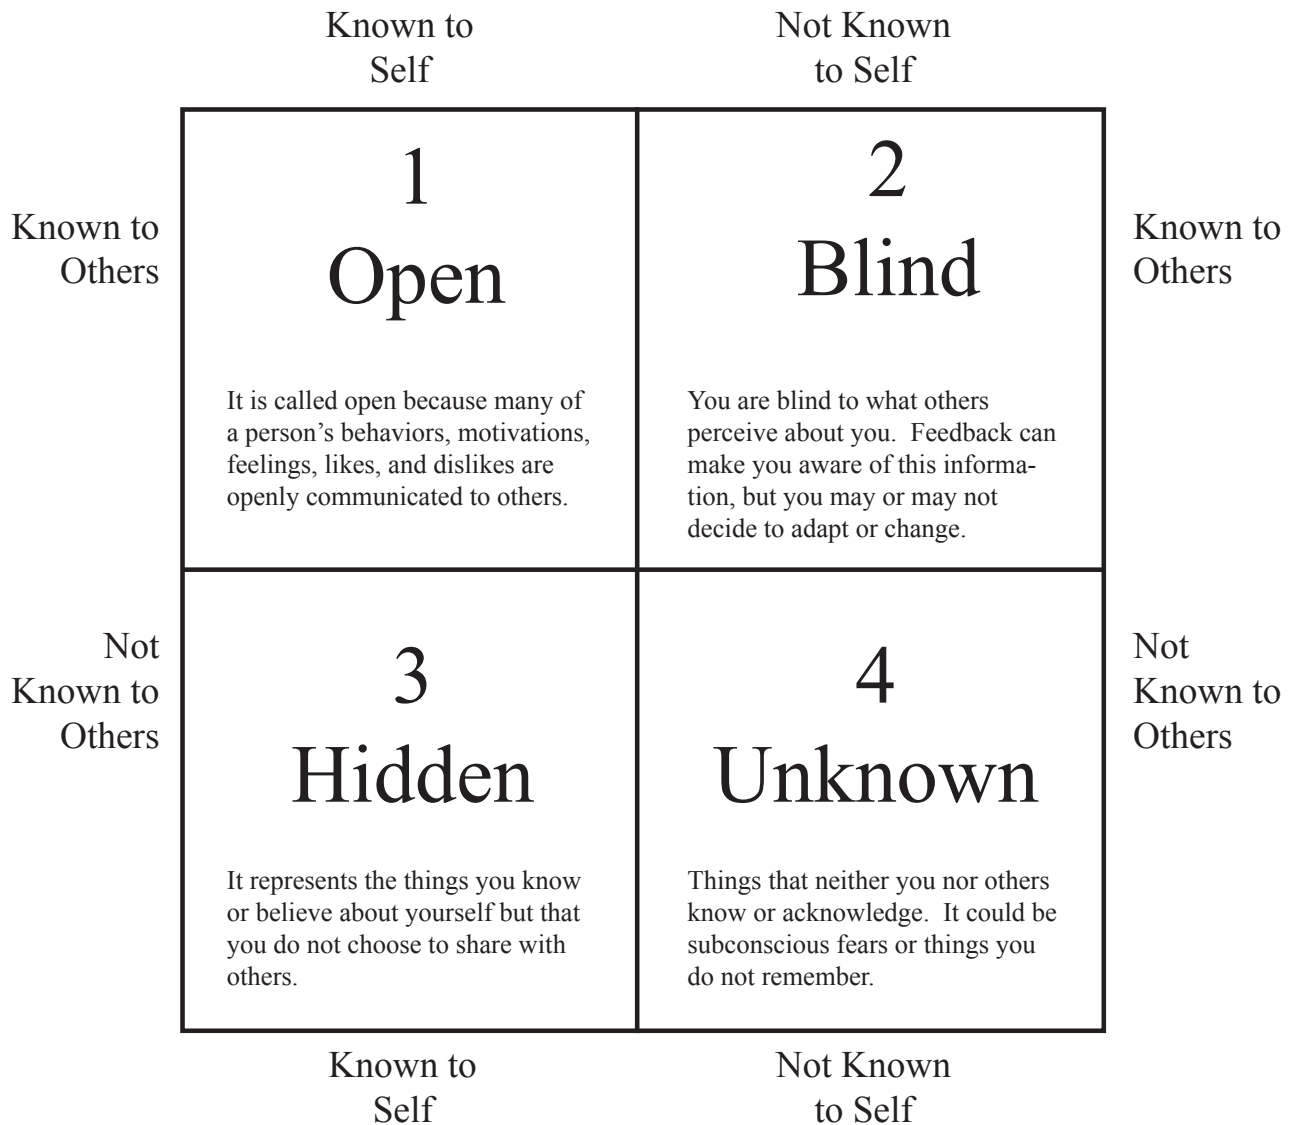 Known to
Self
Not Known
to Self
Known to
Others
1
Open
It is called open because many of
a person’s behaviors, motivations,
feelings, likes, and dislikes are
openly communicated to others.
2
Blind
You are blind to what others
perceive about you.  Feedback can
make you aware of this informa-
tion, but you may or may not
decide to adapt or change.
Known to
Others
Not
Known to
Others
3
Hidden
It represents the things you know
or believe about yourself but that
you do not choose to share with
others.
4
Unknown
Things that neither you nor others
know or acknowledge.  It could be
subconscious fears or things you
do not remember.
Not
Known to
Others
Known to
Self
Not Known
to Self